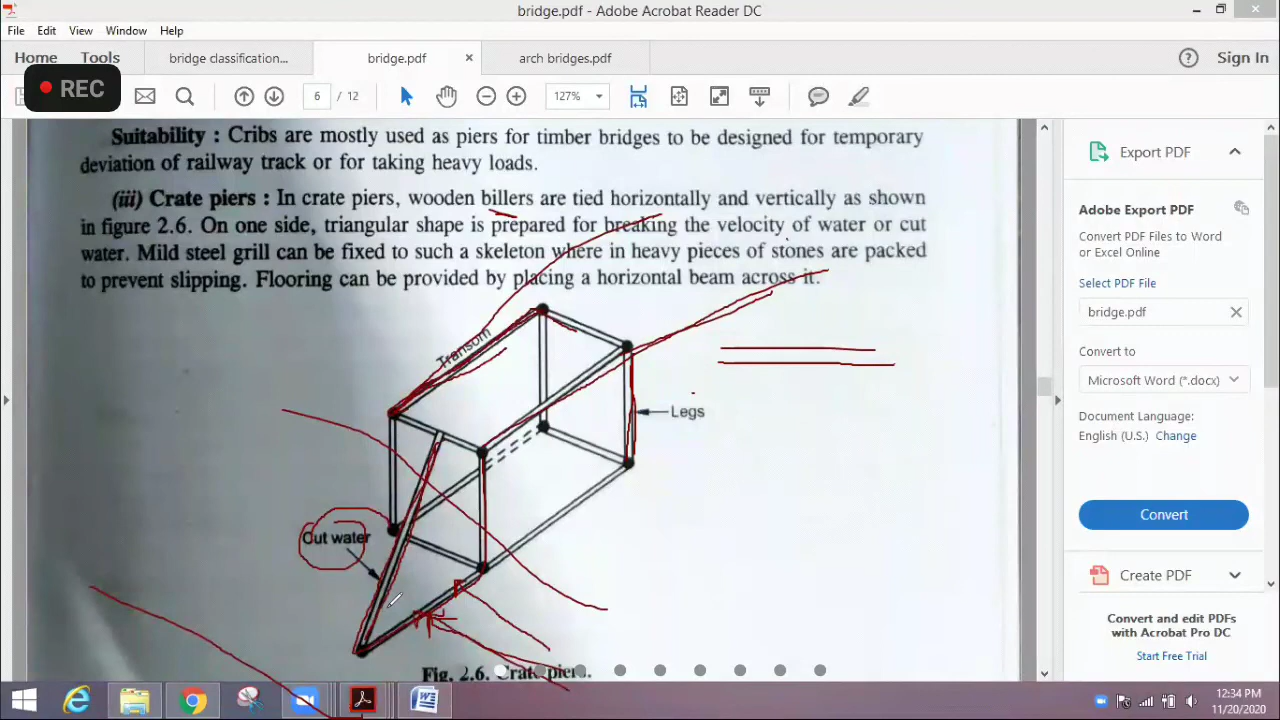 bridge.pdf - Adobe Acrobat Reader DC
File Edit View Window Help
Home Tools bridge classification... bridge.pdf × arch bridges.pdf Sign In
REC 6 / 12 127%
Suitability : Cribs are mostly used as piers for timber bridges to be designed for temporary
deviation of railway track or for taking heavy loads.
(iii) Crate piers : In crate piers, wooden billers are tied horizontally and vertically as shown
in figure 2.6. On one side, triangular shape is prepared for breaking the velocity of water or cut
water. Mild steel grill can be fixed to such a skeleton where in heavy pieces of stones are packed
to prevent slipping. Flooring can be provided by placing a horizontal beam across it.
Transom
Legs
Cut water
Fig. 2.6. Crate piers.
Export PDF
Adobe Export PDF
Convert PDF Files to Word
or Excel Online
Select PDF File
bridge.pdf
Convert to
Microsoft Word (*.docx)
Document Language:
English (U.S.) Change
Convert
Create PDF
Convert and edit PDFs
with Acrobat Pro DC
Start Free Trial
12:34 PM
11/20/2020